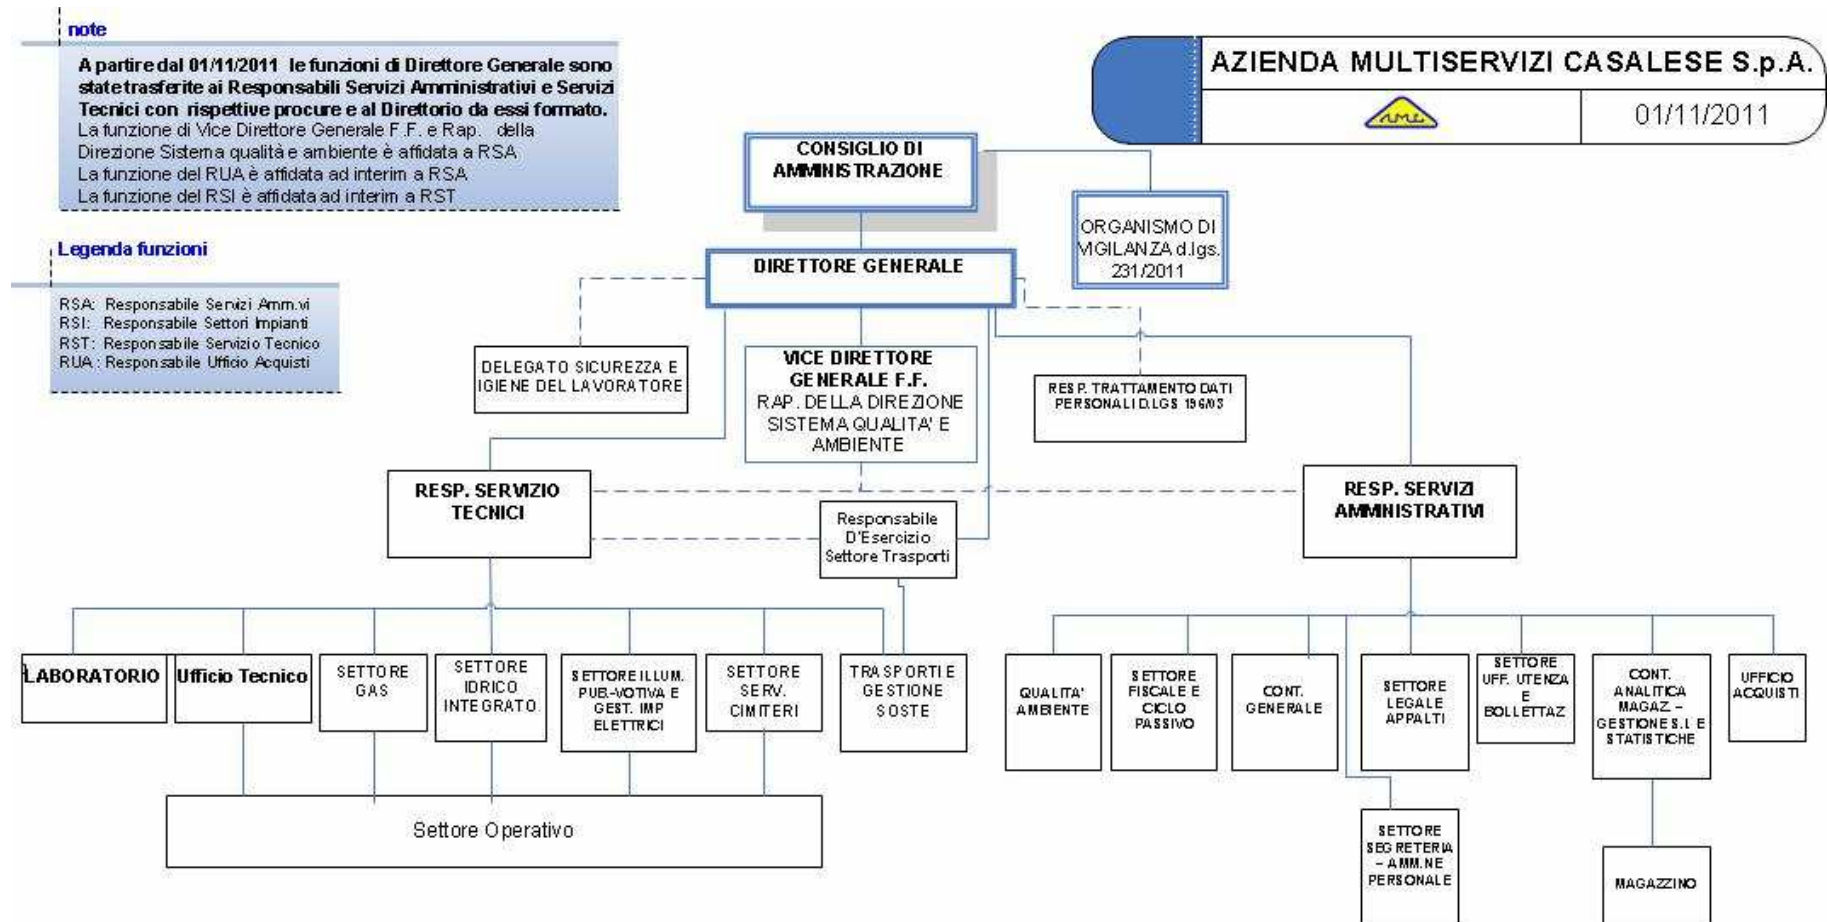 note
A partire dal 01/11/2011 le funzioni di Direttore Generale sono
state trasferite ai Responsabili Servizi Amministrativi e Servizi
Tecnici con rispettive procure e al Direttorio da essi formato.
La funzione di Vice Direttore Generale F.F. e Rap. della
Direzione Sistema qualità e ambiente è affidata a RSA
La funzione del RUA è affidata ad interim a RSA
La funzione del RSI è affidata ad interim a RST
Legenda funzioni
RSA: Responsabile Servizi Amm.vi
RSI: Responsabile Settori Impianti
RST: Responsabile Servizio Tecnico
RUA : Responsabile Ufficio Acquisti
AZIENDA MULTISERVIZI CASALESE S.p.A.
A.M.C.
01/11/2011
CONSIGLIO DI
AMMINISTRAZIONE
ORGANISMO DI
VIGILANZA d.lgs.
231/2011
DIRETTORE GENERALE
DELEGATO SICUREZZA E
IGIENE DEL LAVORATORE
VICE DIRETTORE
GENERALE F.F.
RAP. DELLA DIREZIONE
SISTEMA QUALITA' E
AMBIENTE
RESP. TRATTAMENTO DATI
PERSONALI D.LGS 196/03
RESP. SERVIZIO
TECNICI
Responsabile
D'Esercizio
Settore Trasporti
RESP. SERVIZI
AMMNISTRATIVI
LABORATORIO
Ufficio Tecnico
SETTORE
GAS
SETTORE
IDRICO
INTEGRATO
SETTORE ILLUM.
PUB.-VOTIVA E
GEST. IMP
ELETTRICI
SETTORE
SERV.
CIMITERI
TRASPORTI E
GESTIONE
SOSTE
QUALITA'
AMBIENTE
SETTORE
FISCALE E
CICLO
PASSIVO
CONT.
GENERALE
SETTORE
LEGALE
APPALTI
SETTORE
UFF. UTENZA
E
BOLLETTAZ
CONT.
ANALITICA
MAGAZ. –
GESTIONE S.I. E
STATISTICHE
UFFICIO
ACQUISTI
Settore Operativo
SETTORE
SEGRETERIA
– AMM.NE
PERSONALE
MAGAZZINO